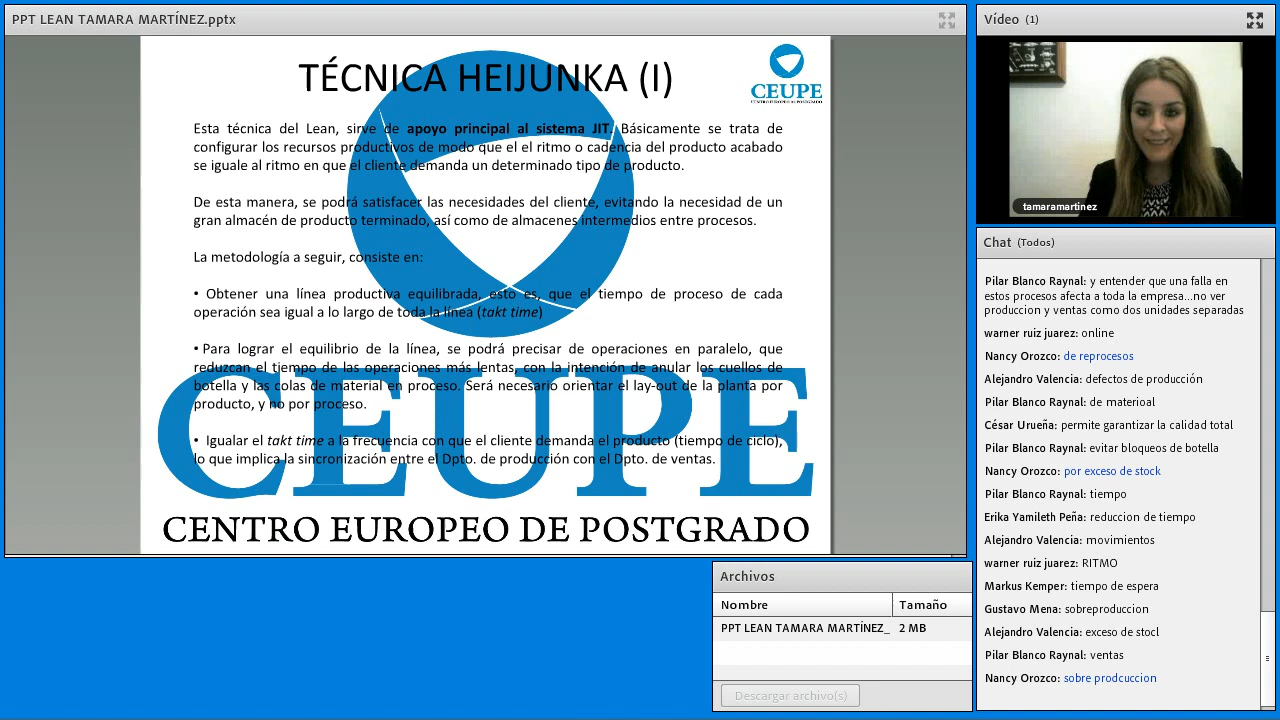 PPT LEAN TAMARA MARTÍNEZ.pptx
TÉCNICA HEIJUNKA (I)
CEUPE
CENTRO EUROPEO DE POSTGRADO
Esta técnica del Lean, sirve de apoyo principal al sistema JIT. Básicamente se trata de
configurar los recursos productivos de modo que el el ritmo o cadencia del producto acabado
se iguale al ritmo en que el cliente demanda un determinado tipo de producto.
De esta manera, se podrá satisfacer las necesidades del cliente, evitando la necesidad de un
gran almacén de producto terminado, así como de almacenes intermedios entre procesos.
La metodología a seguir, consiste en:
• Obtener una línea productiva equilibrada, esto es, que el tiempo de proceso de cada
operación sea igual a lo largo de toda la línea (takt time)
• Para lograr el equilibrio de la línea, se podrá precisar de operaciones en paralelo, que
reduzcan el tiempo de las operaciones más lentas, con la intención de anular los cuellos de
botella y las colas de material en proceso. Será necesario orientar el lay-out de la planta por
producto, y no por proceso.
• Igualar el takt time a la frecuencia con que el cliente demanda el producto (tiempo de ciclo),
lo que implica la sincronización entre el Dpto. de producción con el Dpto. de ventas.
CEUPE
CENTRO EUROPEO DE POSTGRADO
Archivos
Nombre Tamaño
PPT LEAN TAMARA MARTÍNEZ_ 2 MB
Descargar archivo(s)
Vídeo (1)
tamaramartinez
Chat (Todos)
Pilar Blanco Raynal: y entender que una falla en
estos procesos afecta a toda la empresa...no ver
produccion y ventas como dos unidades separadas
warner ruiz juarez: online
Nancy Orozco: de reprocesos
Alejandro Valencia: defectos de producción
Pilar Blanco Raynal: de materioal
César Urueña: permite garantizar la calidad total
Pilar Blanco Raynal: evitar bloqueos de botella
Nancy Orozco: por exceso de stock
Pilar Blanco Raynal: tiempo
Erika Yamileth Peña: reduccion de tiempo
Alejandro Valencia: movimientos
warner ruiz juarez: RITMO
Markus Kemper: tiempo de espera
Gustavo Mena: sobreproduccion
Alejandro Valencia: exceso de stocl
Pilar Blanco Raynal: ventas
Nancy Orozco: sobre prodcuccion